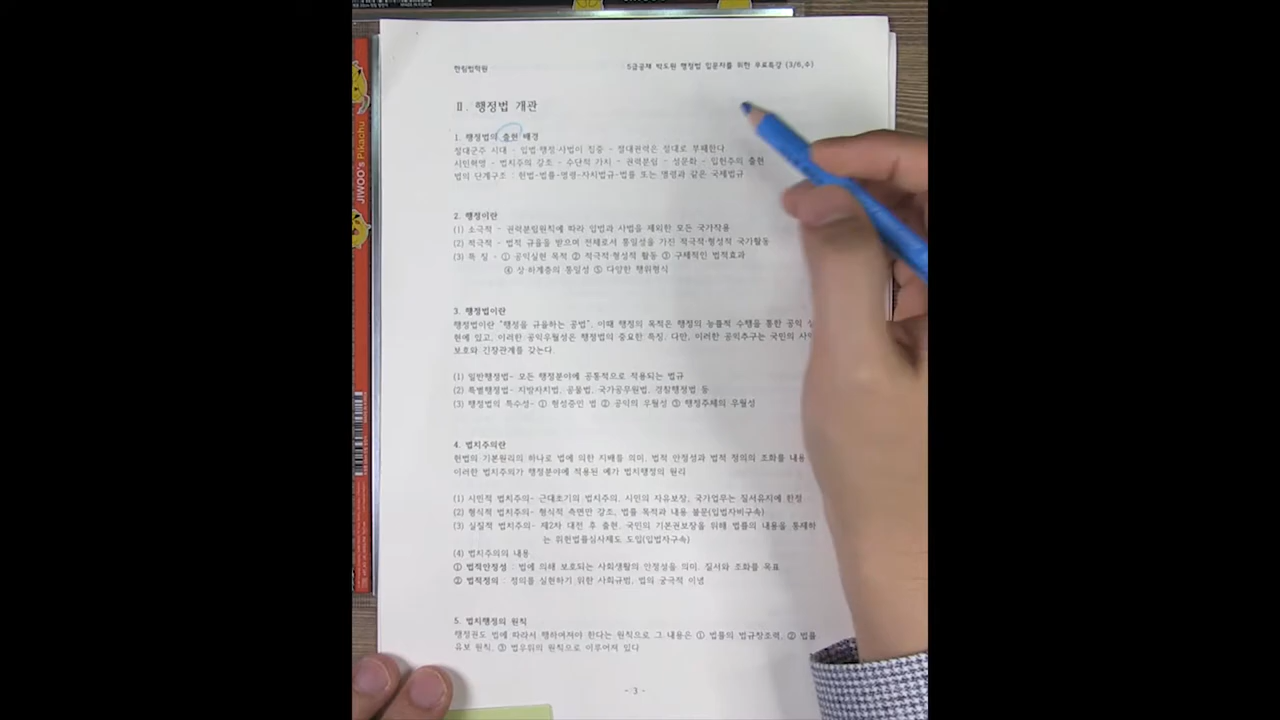 한림법학원
5급공채 박도원 행정법 입문자를 위한 무료특강 (3/6,수)
Ⅱ. 행정법 개관
1. 행정법의 출현 배경
절대군주 시대 - 입법·행정·사법이 집중 - 절대권력은 절대로 부패한다
시민혁명 - 법치주의 강조 - 수단적 가치 - 권력분립 - 성문화 - 입헌주의 출현
법의 단계구조 : 헌법-법률-명령-자치법규-법률 또는 명령과 같은 국제법규
2. 행정이란
(1) 소극적 - 권력분립원칙에 따라 입법과 사법을 제외한 모든 국가작용
(2) 적극적 - 법적 규율을 받으며 전체로서 통일성을 가진 적극적·형성적 국가활동
(3) 특 징 - ① 공익실현 목적 ② 적극적·형성적 활동 ③ 구체적인 법적효과
④ 상·하계층의 통일성 ⑤ 다양한 행위형식
3. 행정법이란
행정법이란 "행정을 규율하는 공법". 이때 행정의 목적은 행정의 능률적 수행을 통한 공익
현에 있고, 이러한 공익우월성은 행정법의 중요한 특징. 다만, 이러한 공익추구는 국민의
보호와 긴장관계를 갖는다.
(1) 일반행정법- 모든 행정분야에 공통적으로 적용되는 법규
(2) 특별행정법- 지방자치법, 공물법, 국가공무원법, 경찰행정법 등
(3) 행정법의 특수성- ① 형성중인 법 ② 공익의 우월성 ③ 행정주체의 우월성
4. 법치주의란
헌법의 기본원리의 하나로 법에 의한 지배를 의미. 법적 안정성과 법적 정의의 조화를 내용
이러한 법치주의가 행정분야에 적용된 예가 법치행정의 원리
(1) 시민적 법치주의- 근대초기의 법치주의. 시민의 자유보장, 국가업무는 질서유지에 한정
(2) 형식적 법치주의- 형식적 측면만 강조, 법률 목적과 내용 불문(입법자비구속)
(3) 실질적 법치주의- 제2차 대전 후 출현. 국민의 기본권보장을 위해 법률의 내용을 통제하
는 위헌법률심사제도 도입(입법자구속)
(4) 법치주의의 내용
① 법적안정성 : 법에 의해 보호되는 사회생활의 안정성을 의미. 질서와 조화를 목표
② 법적정의 : 정의를 실현하기 위한 사회규범, 법의 궁극적 이념
5. 법치행정의 원칙
행정권도 법에 따라서 행하여져야 한다는 원칙으로 그 내용은 ① 법률의 법규창조력, ② 법률
유보 원칙, ③ 법우위의 원칙으로 이루어져 있다
- 3 -
JIWOO's Pikachu